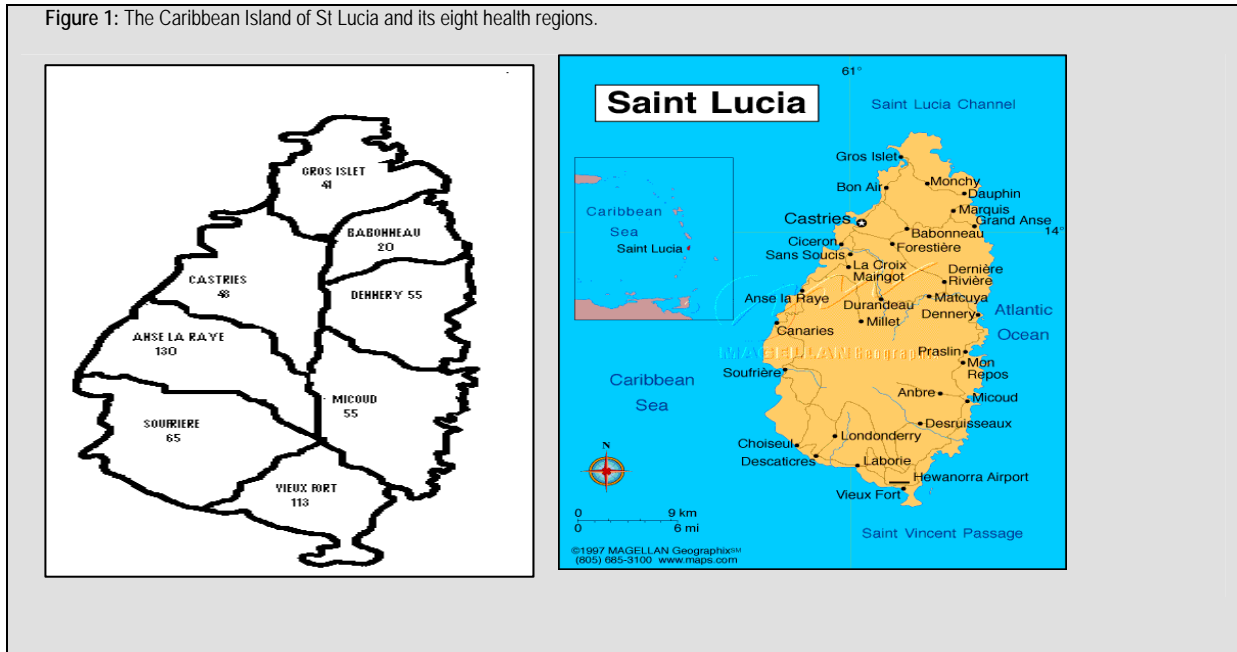 Figure 1: The Caribbean Island of St Lucia and its eight health regions.
GROS ISLET
41
BABONNEAU
20
CASTRIES
DENNERY 55
ANSE LA RAYE
130
MICOUD
55
SOUFRIERE
65
VIEUX FORT
113
61°
Saint Lucia
Saint Lucia Channel
Gros Islet
Monchy
Bon Air
Dauphin
Marquis
Grand Anse
Castries
14°
Babonneau
Ciceron
Forestière
Sans Soucis
La Croix
Maingot
Dernière
Rivière
Anse la Raye
Durandeau
Matcuya
Dennery
Atlantic
Ocean
Canaries
Millet
MAGELLAN Geographix
Praslin
Mon
Repos
Soufrière
Anbre
Micoud
Desruisseaux
Choiseul
Londonderry
Descaticres
Laborie
Hewanorra Airport
Vieux Fort
Saint Vincent Passage
Caribbean
Sea
Saint Lucia
Caribbean
Sea
N
0 9 km
0 6 mi
©1997 MAGELLAN Geographix℠
(805) 685-3100 www.maps.com